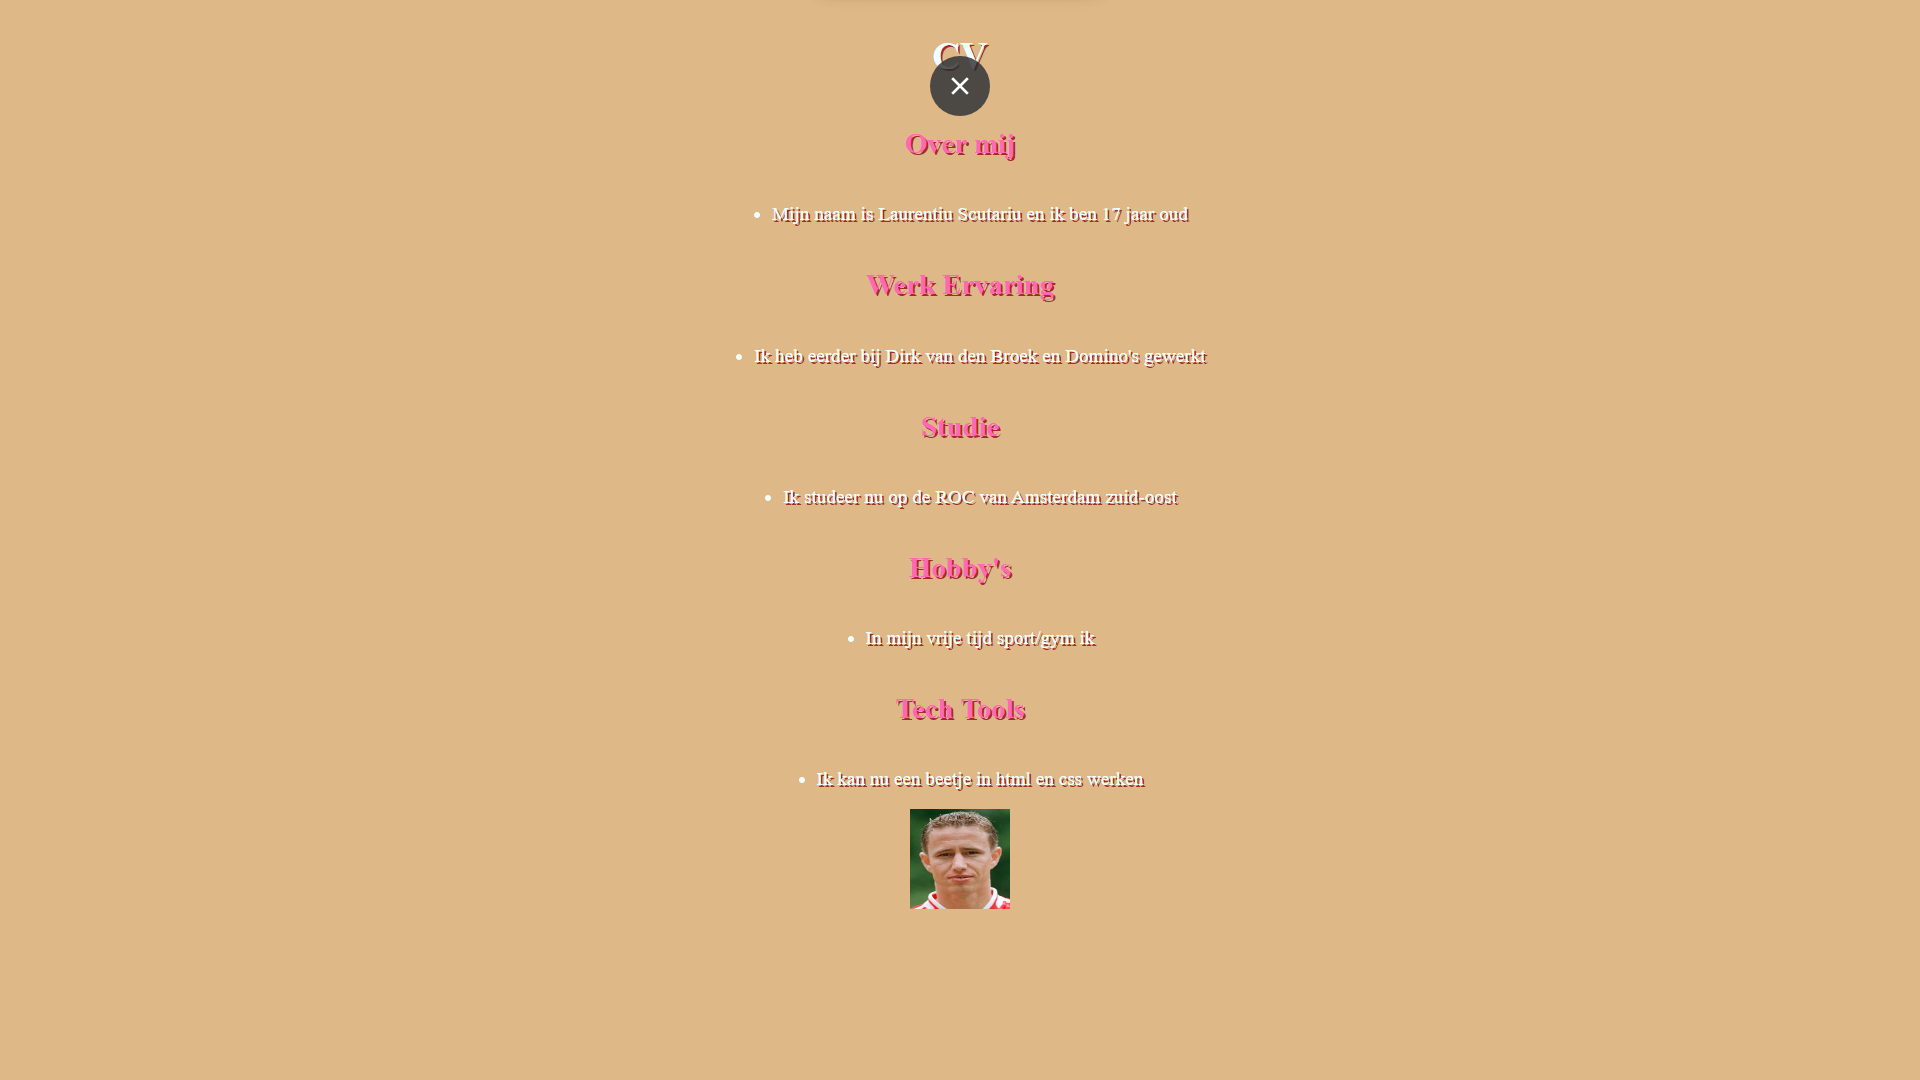 CV
Over mij
Mijn naam is Laurentiu Scutariu en ik ben 17 jaar oud
Werk Ervaring
Ik heb eerder bij Dirk van den Broek en Domino's gewerkt
Studie
Ik studeer nu op de ROC van Amsterdam zuid-oost
Hobby's
In mijn vrije tijd sport/gym ik
Tech Tools
Ik kan nu een beetje in html en css werken